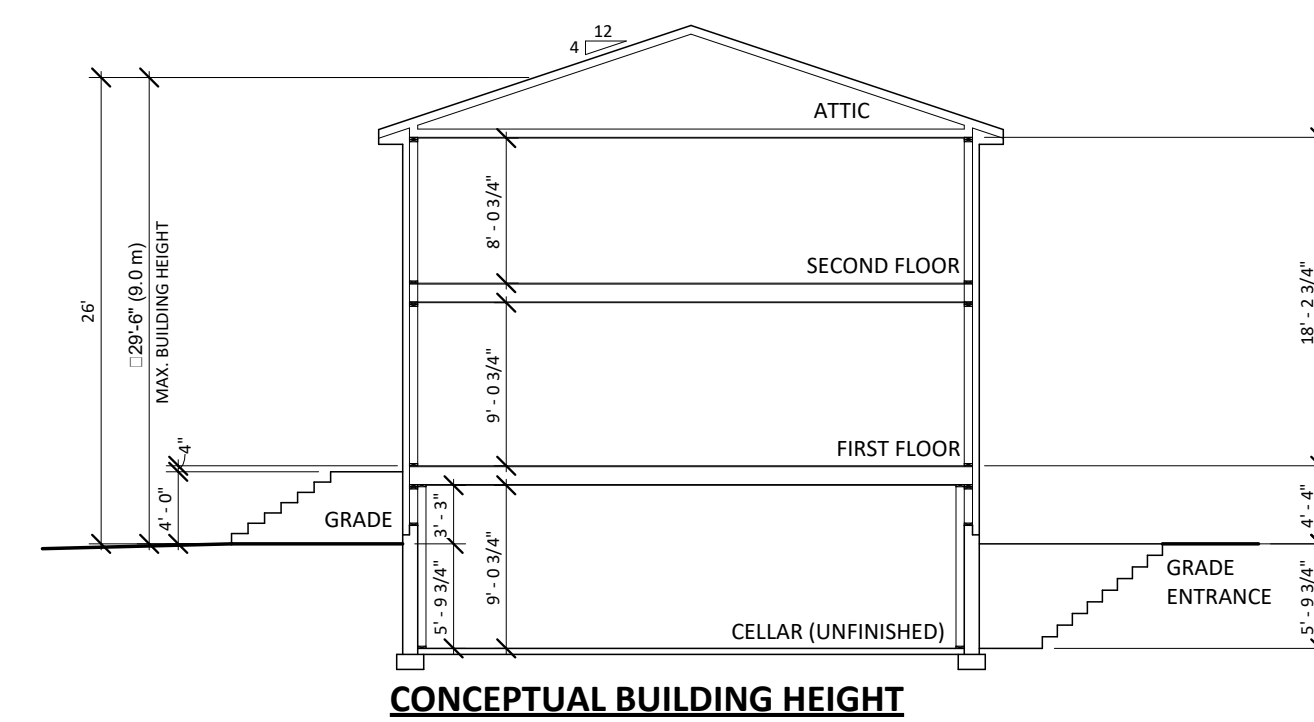 12
4
ATTIC
8' - 0 3/4"
SECOND FLOOR
26'
□29'-6" (9.0 m)
MAX. BUILDING HEIGHT
18' - 2 3/4"
9' - 0 3/4"
FIRST FLOOR
4"
4' - 0"
GRADE
3' - 3"
4' - 4"
9' - 0 3/4"
5' - 9 3/4"
GRADE
ENTRANCE
5' - 9 3/4"
CELLAR (UNFINISHED)
CONCEPTUAL BUILDING HEIGHT